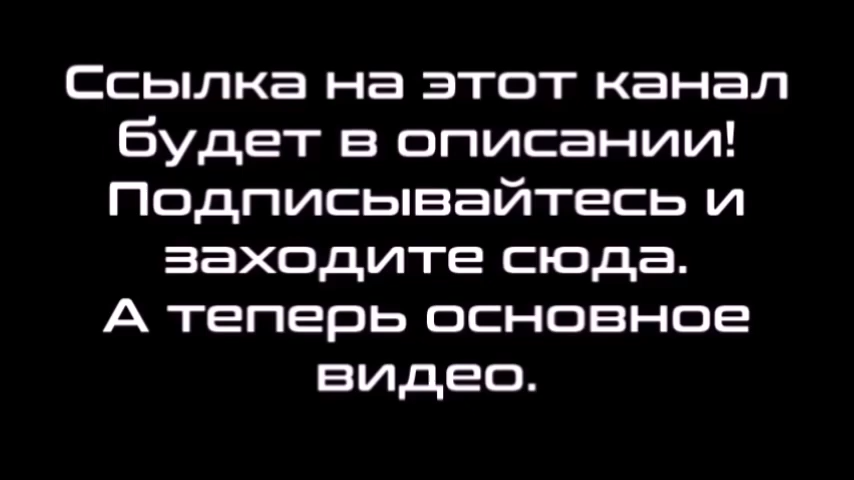 Ссылка на этот канал
будет в описании!
Подписывайтесь и
заходите сюда.
А теперь основное
видео.